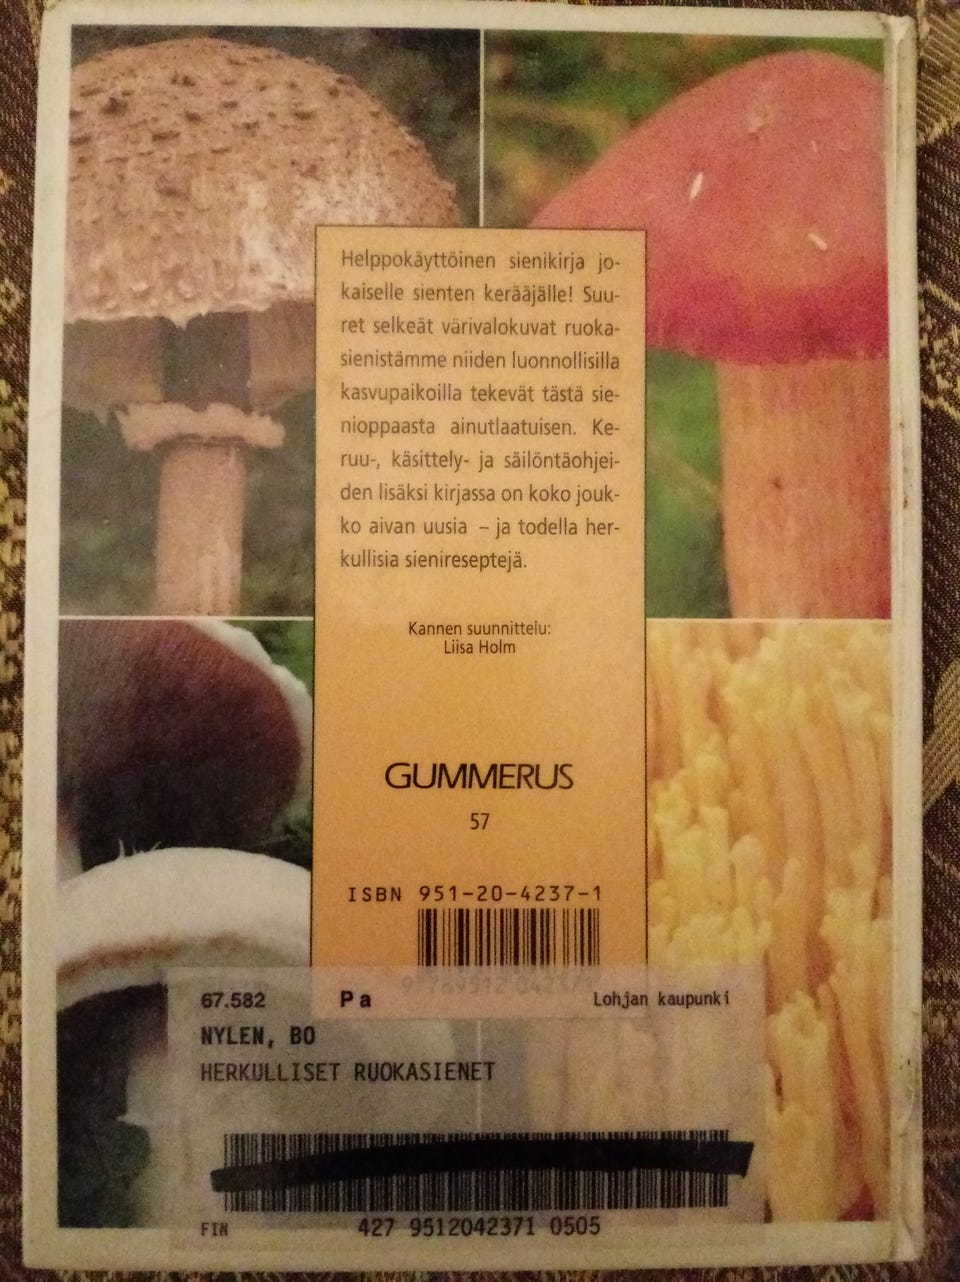 Helppokäyttöinen sienikirja jo-
kaiselle sienten kerääjälle! Suu-
ret selkeät värivalokuvat ruoka-
sienistämme niiden luonnollisilla
kasvupaikoilla tekevät tästä sie-
nioppaasta ainutlaatuisen. Ke-
ruu-, käsittely- ja säilöntäohjei-
den lisäksi kirjassa on koko jouk-
ko aivan uusia – ja todella her-
kullisia sienireseptejä.
Kannen suunnittelu:
Liisa Holm
GUMMERUS
57
ISBN 951-20-4237-1
9 789512 042371
67.582 Pa Lohjan kaupunki
NYLEN, BO
HERKULLISET RUOKASIENET
FIN 427 9512042371 0505